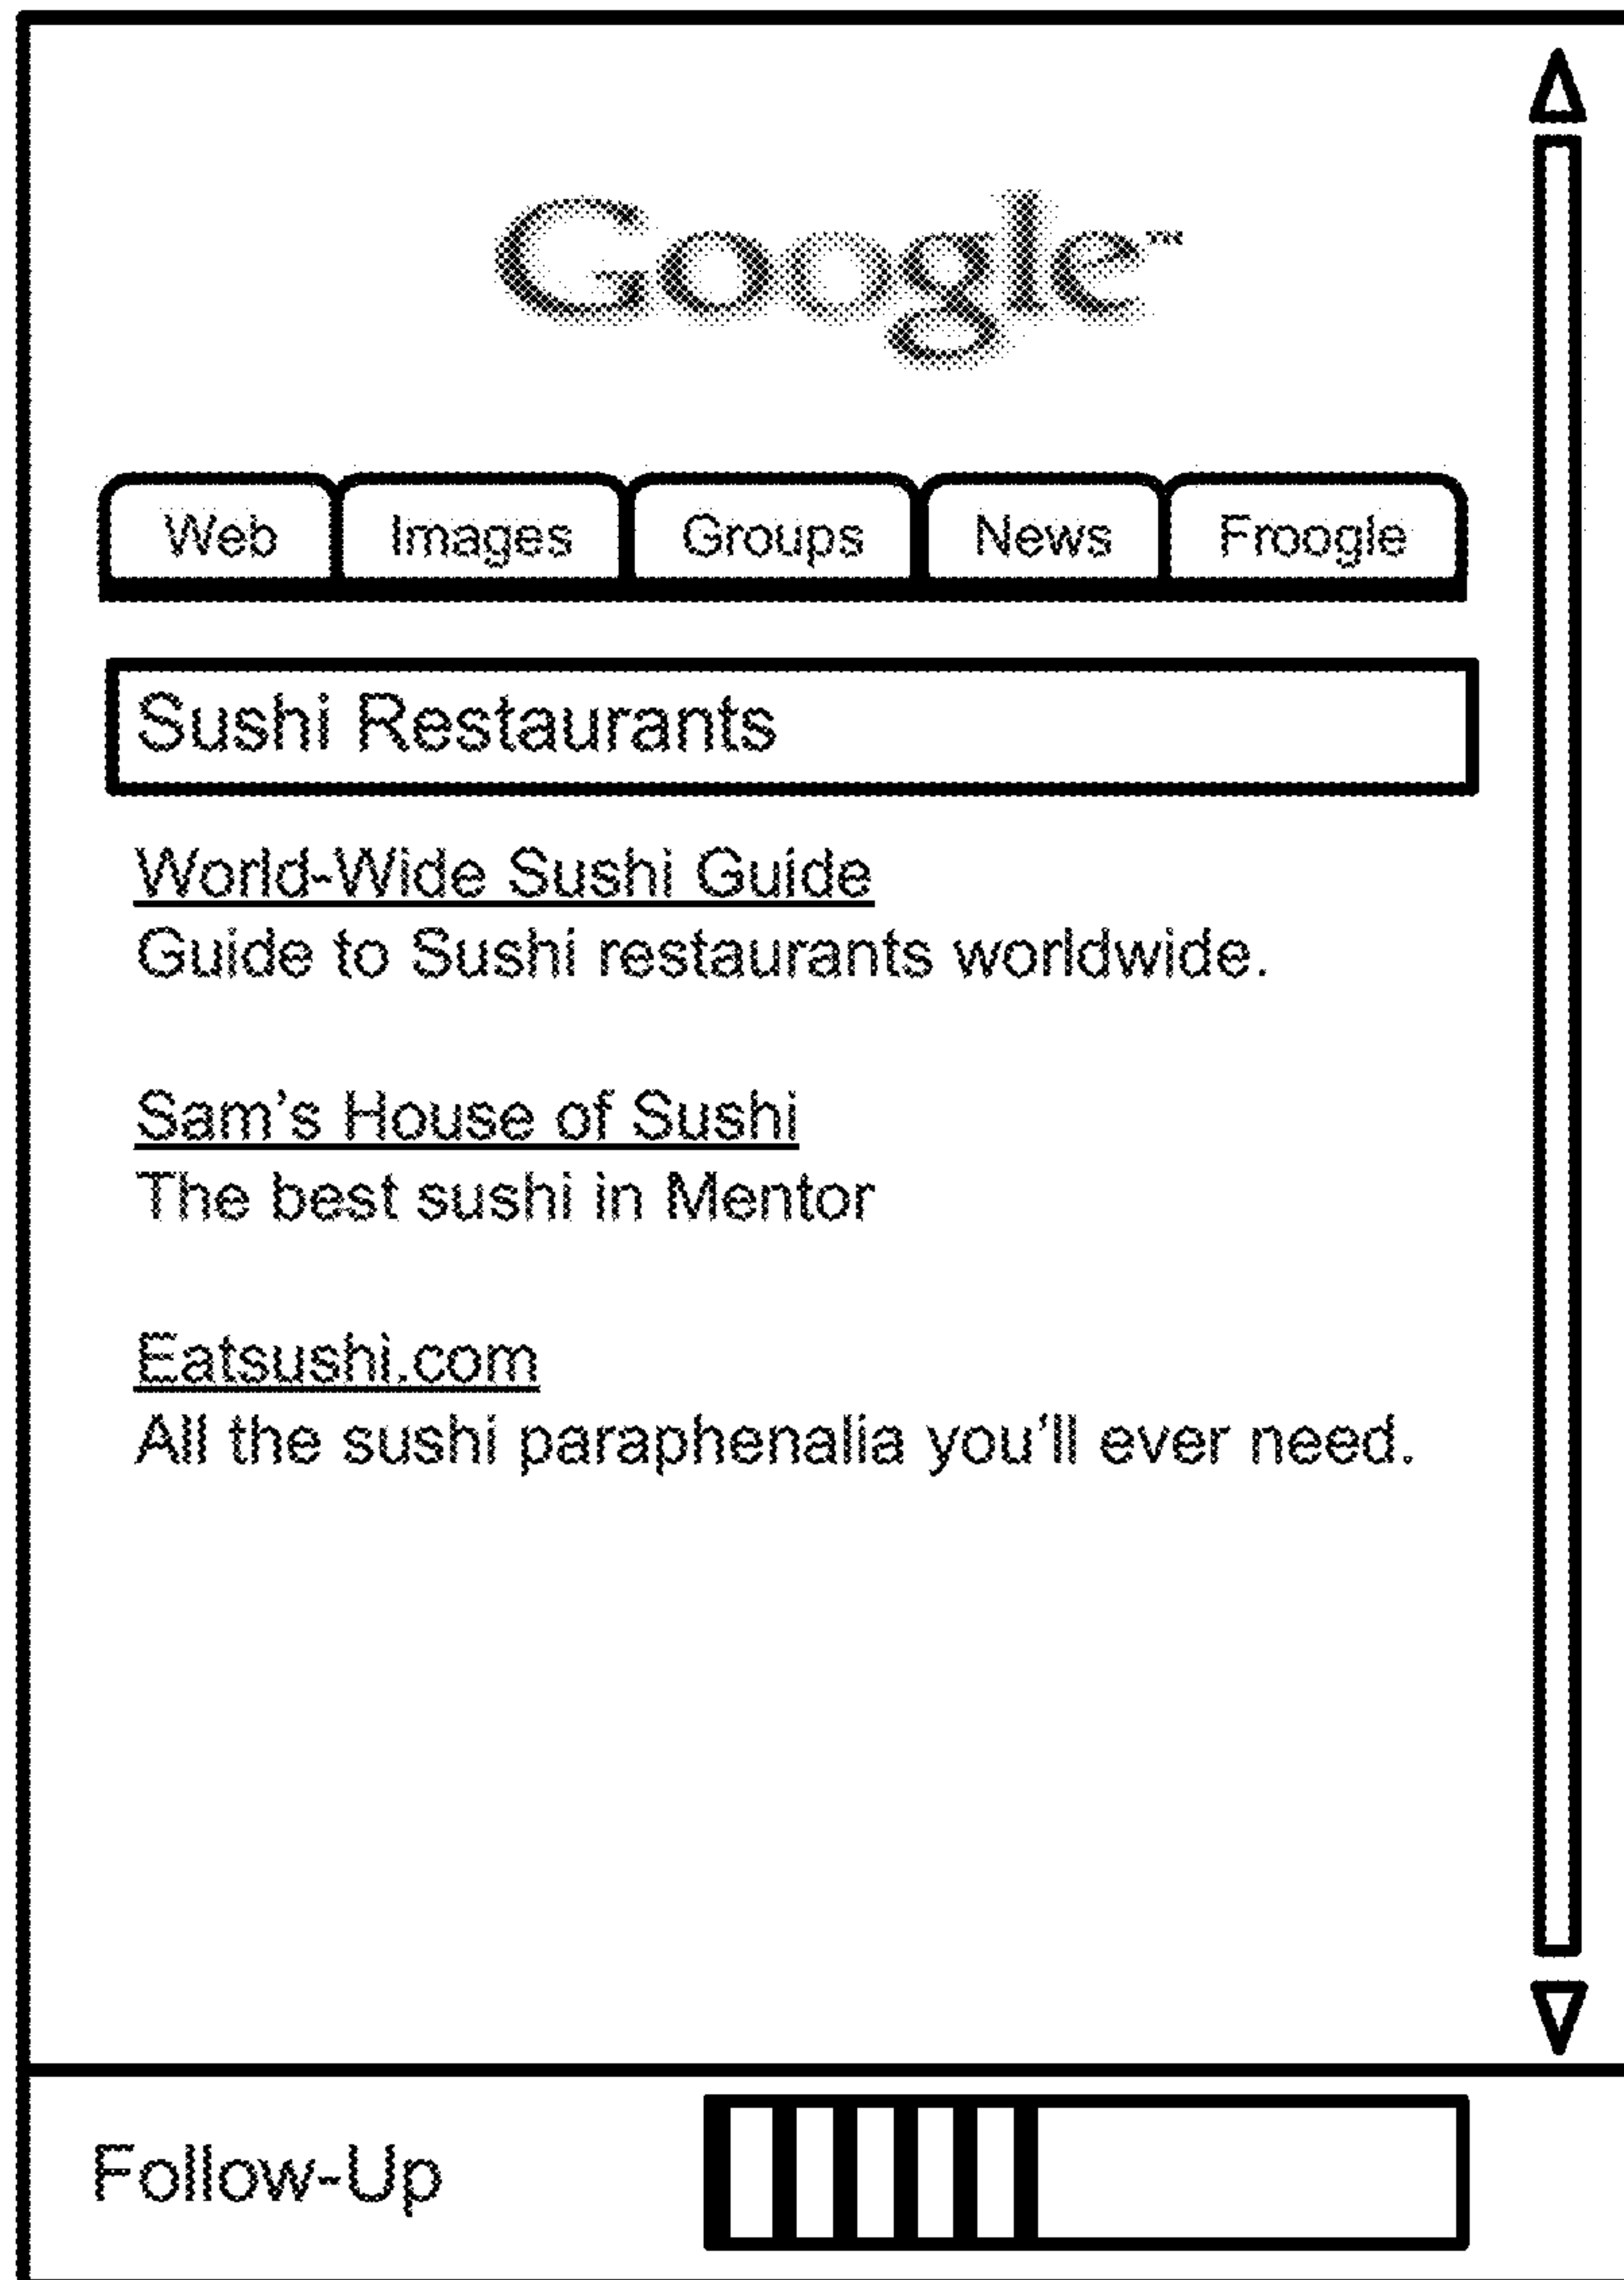 Google™
Web Images Groups News Froogle
Sushi Restaurants
World-Wide Sushi Guide
Guide to Sushi restaurants worldwide.
Sam's House of Sushi
The best sushi in Mentor
Eatsushi.com
All the sushi paraphenalia you'll ever need.
Follow-Up